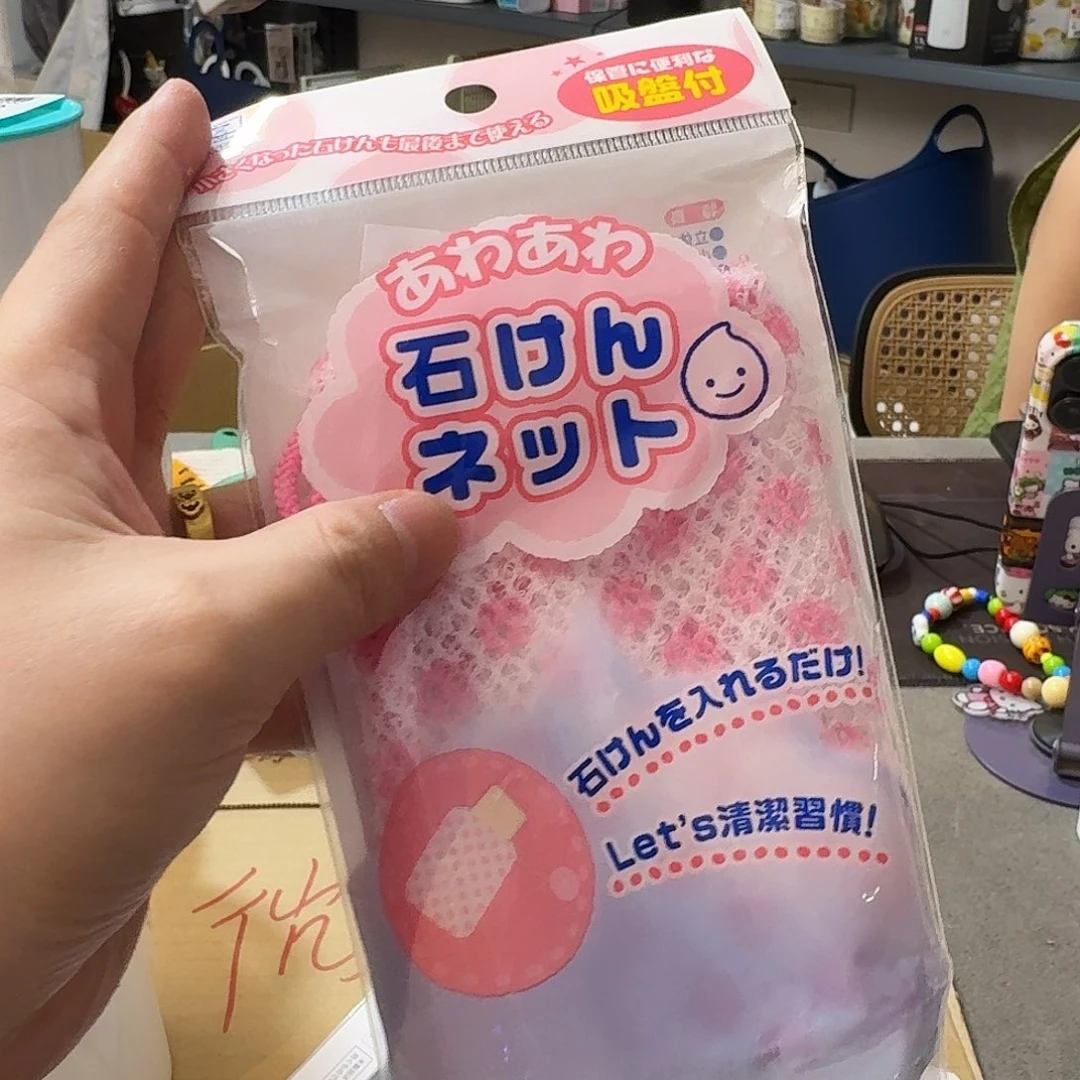 保管に便利な
吸盤付
小さくなった石けんも最後まで使える
あわあわ
石けん
ネット
石けんを入れるだけ!
Let's清潔習慣!